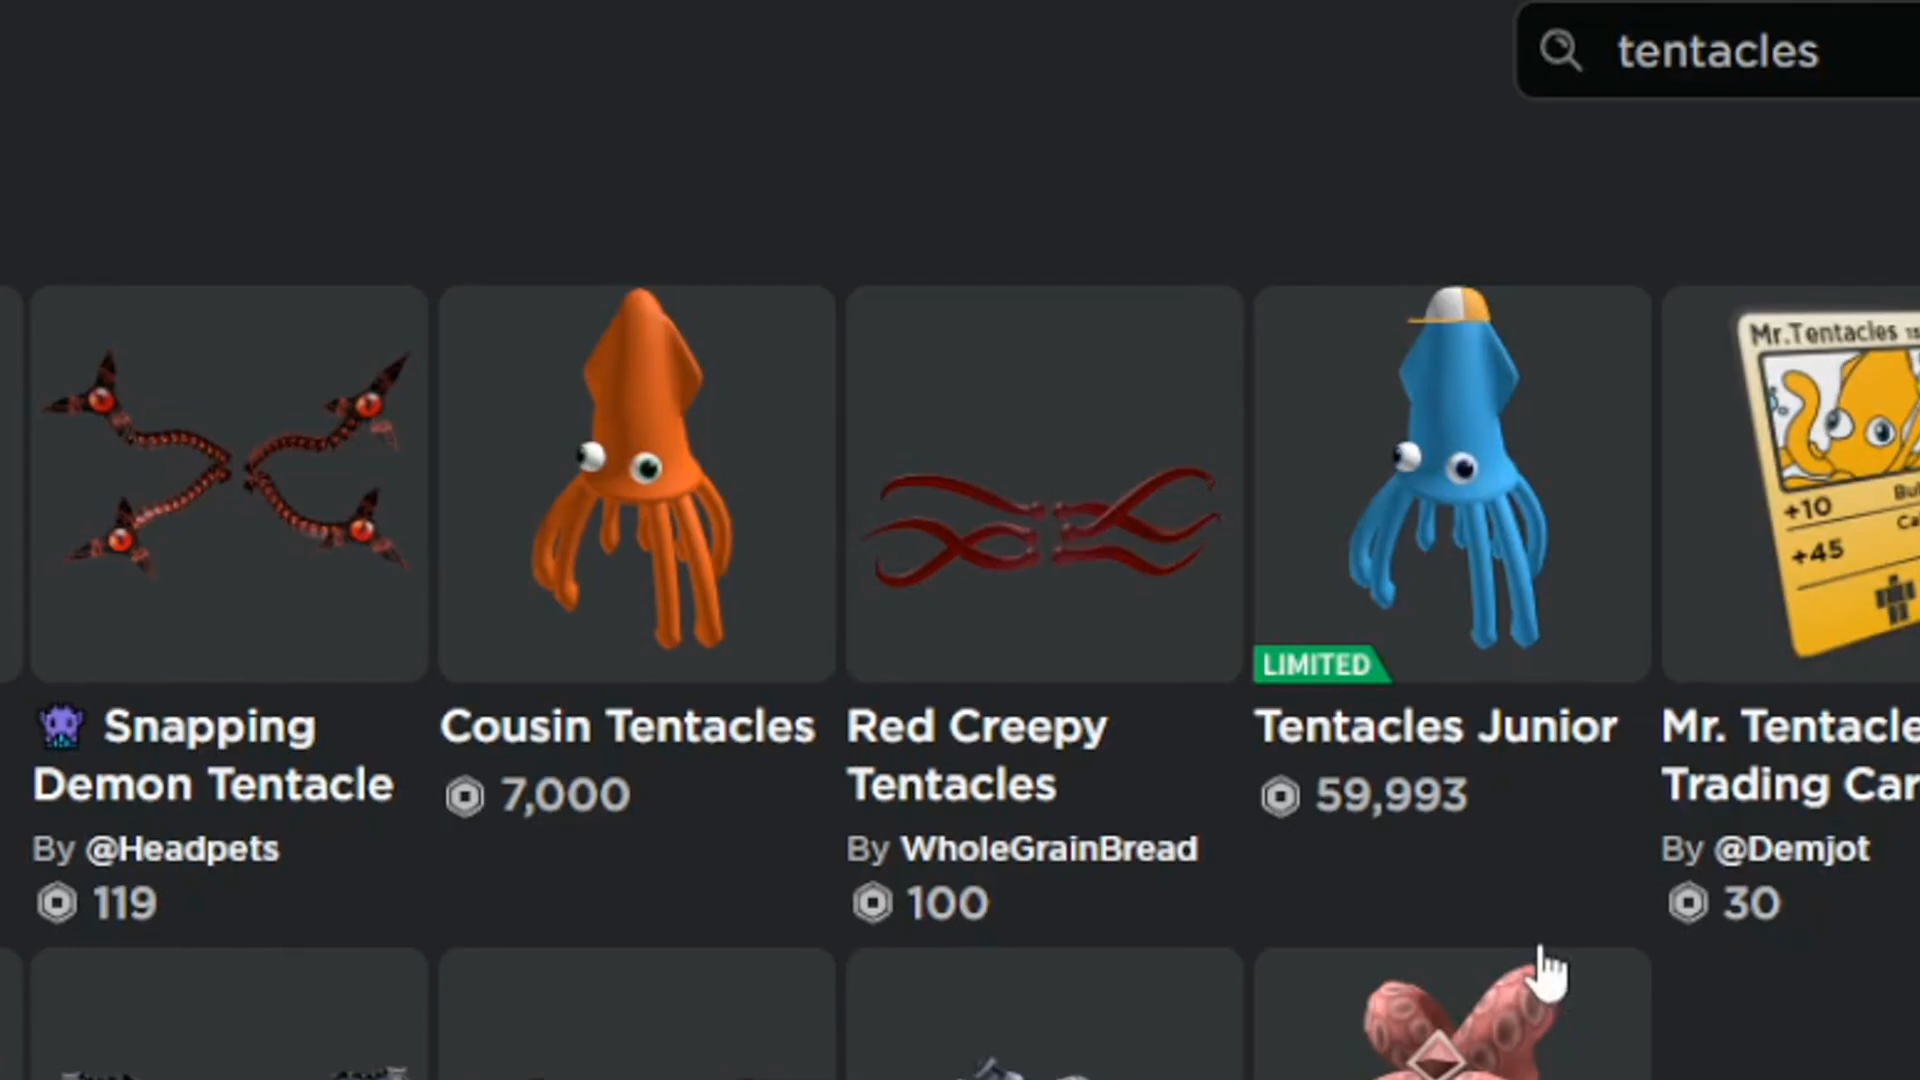 tentacles
Mr.Tentacles
+10
+45
LIMITED
Snapping
Demon Tentacle
By @Headpets
119
Cousin Tentacles
7,000
Red Creepy
Tentacles
By WholeGrainBread
100
Tentacles Junior
59,993
Mr. Tentacle
Trading Car
By @Demjot
30